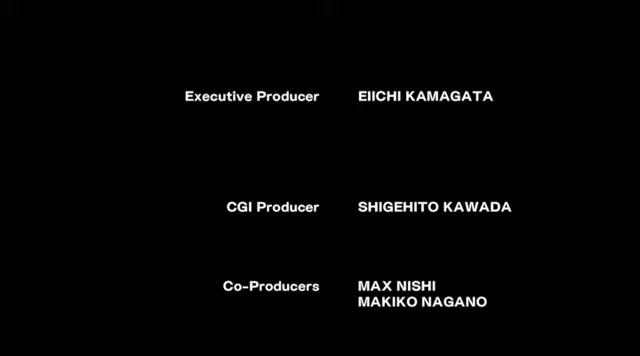 Executive Producer EIICHI KAMAGATA
CGI Producer SHIGEHITO KAWADA
Co-Producers MAX NISHI
MAKIKO NAGANO